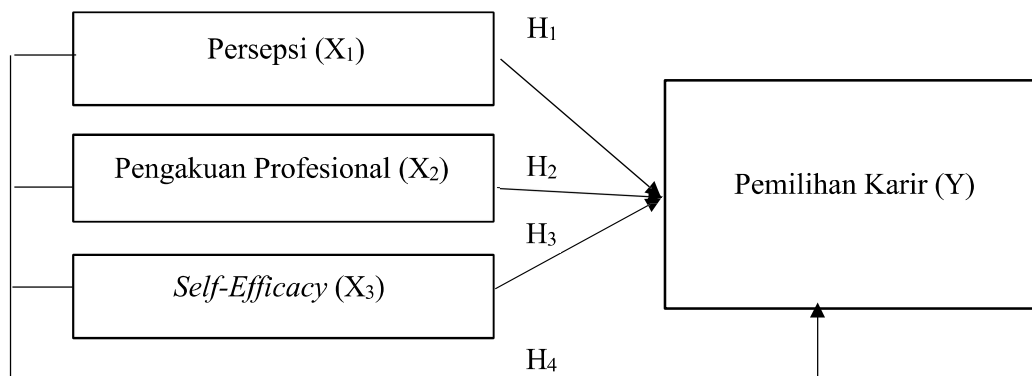 Persepsi (X₁)
H₁
Pengakuan Profesional (X₂)
H₂
Pemilihan Karir (Y)
H₃
Self-Efficacy (X₃)
H₄